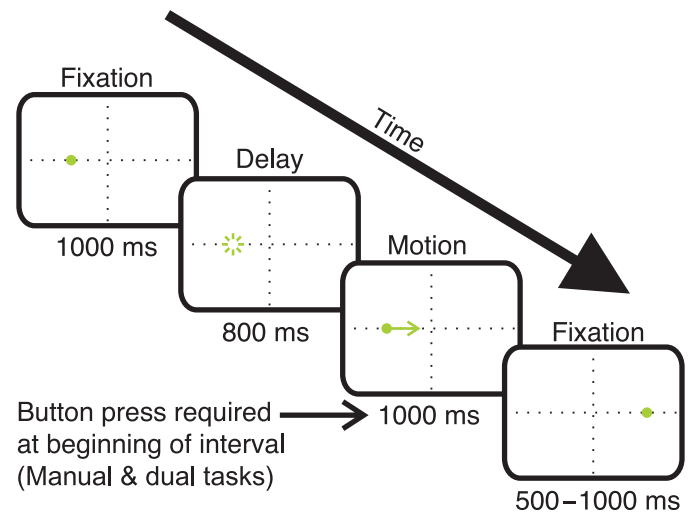 Fixation
1000 ms
Time
Delay
800 ms
Motion
1000 ms
Button press required
at beginning of interval
(Manual & dual tasks)
Fixation
500–1000 ms